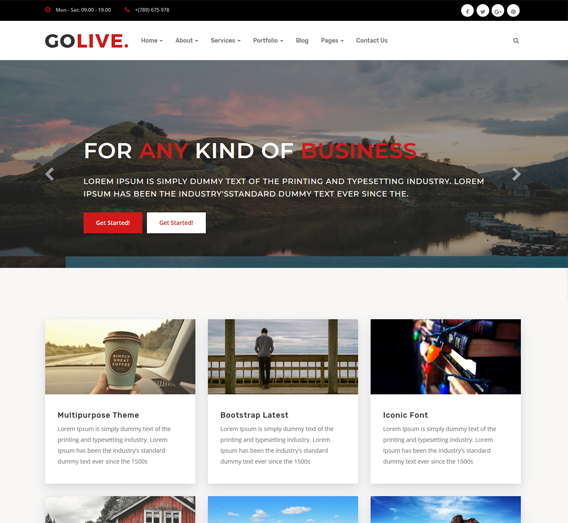 Mon - Sat: 09.00 - 19.00 +(789) 675 978
GOLIVE. Home About Services Portfolio Blog Pages Contact Us
FOR ANY KIND OF BUSINESS
LOREM IPSUM IS SIMPLY DUMMY TEXT OF THE PRINTING AND TYPESETTING INDUSTRY. LOREM
IPSUM HAS BEEN THE INDUSTRY'SSTANDARD DUMMY TEXT EVER SINCE THE.
Get Started! Get Started!
SIMPLY
GREAT
COFFEE
Multipurpose Theme
Lorem Ipsum is simply dummy text of the
printing and typesetting industry. Lorem
Ipsum has been the industry's standard
dummy text ever since the 1500s
Bootstrap Latest
Lorem Ipsum is simply dummy text of the
printing and typesetting industry. Lorem
Ipsum has been the industry's standard
dummy text ever since the 1500s
Iconic Font
Lorem Ipsum is simply dummy text of the
printing and typesetting industry. Lorem
Ipsum has been the industry's standard
dummy text ever since the 1500s